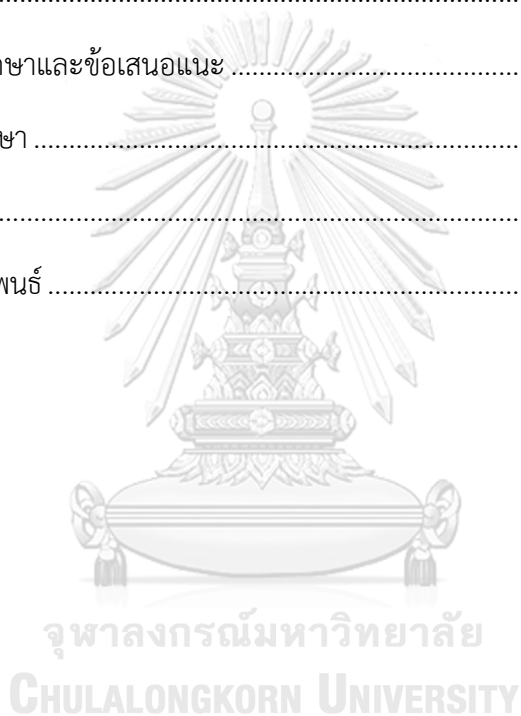 ................................................................
ษาและข้อเสนอแนะ ........................................
ษา ................................................................
................................................................
พนธ์ ................................................................
จุฬาลงกรณ์มหาวิทยาลัย
CHULALONGKORN UNIVERSITY